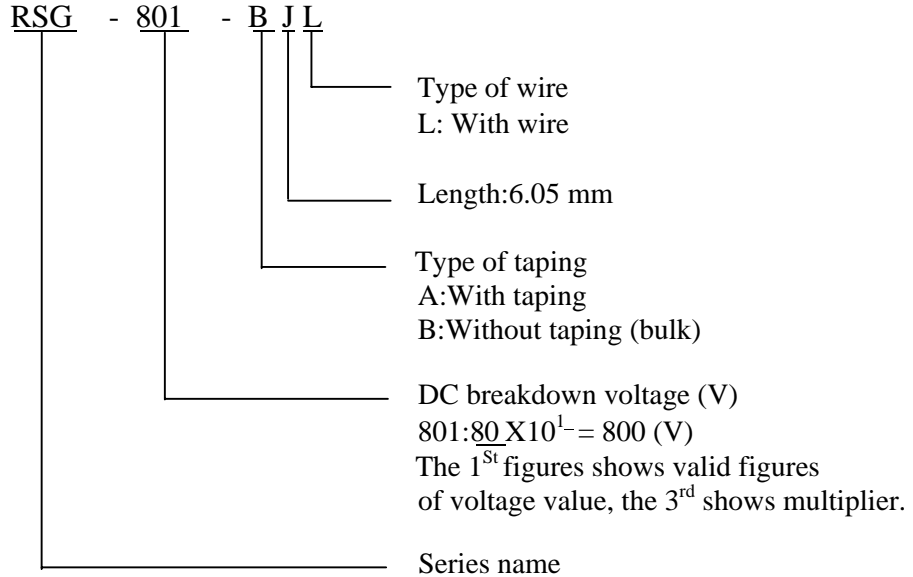 RSG - 801 - B J L
Type of wire
L: With wire
Length:6.05 mm
Type of taping
A:With taping
B:Without taping (bulk)
DC breakdown voltage (V)
801:80 X10¹ = 800 (V)
The 1ˢᵗ figures shows valid figures
of voltage value, the 3ʳᵈ shows multiplier.
Series name